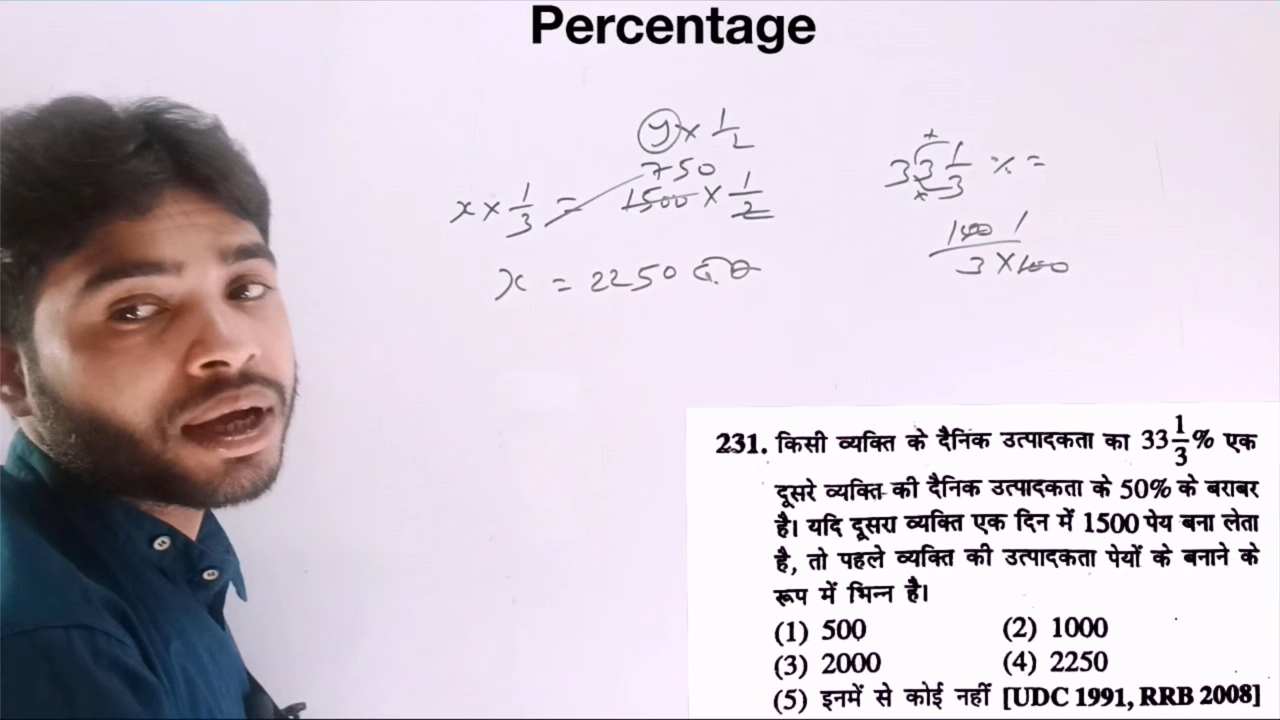 Percentage
y × 1/2
750
x × 1/3 = 1500 × 1/2
x = 2250
33 1/3 % =
100 1
3 × 100
231. किसी व्यक्ति के दैनिक उत्पादकता का 33 1/3% एक
दूसरे व्यक्ति की दैनिक उत्पादकता के 50% के बराबर
है। यदि दूसरा व्यक्ति एक दिन में 1500 पेय बना लेता
है, तो पहले व्यक्ति की उत्पादकता पेयों के बनाने के
रूप में भिन्न है।
(1) 500 (2) 1000
(3) 2000 (4) 2250
(5) इनमें से कोई नहीं [UDC 1991, RRB 2008]